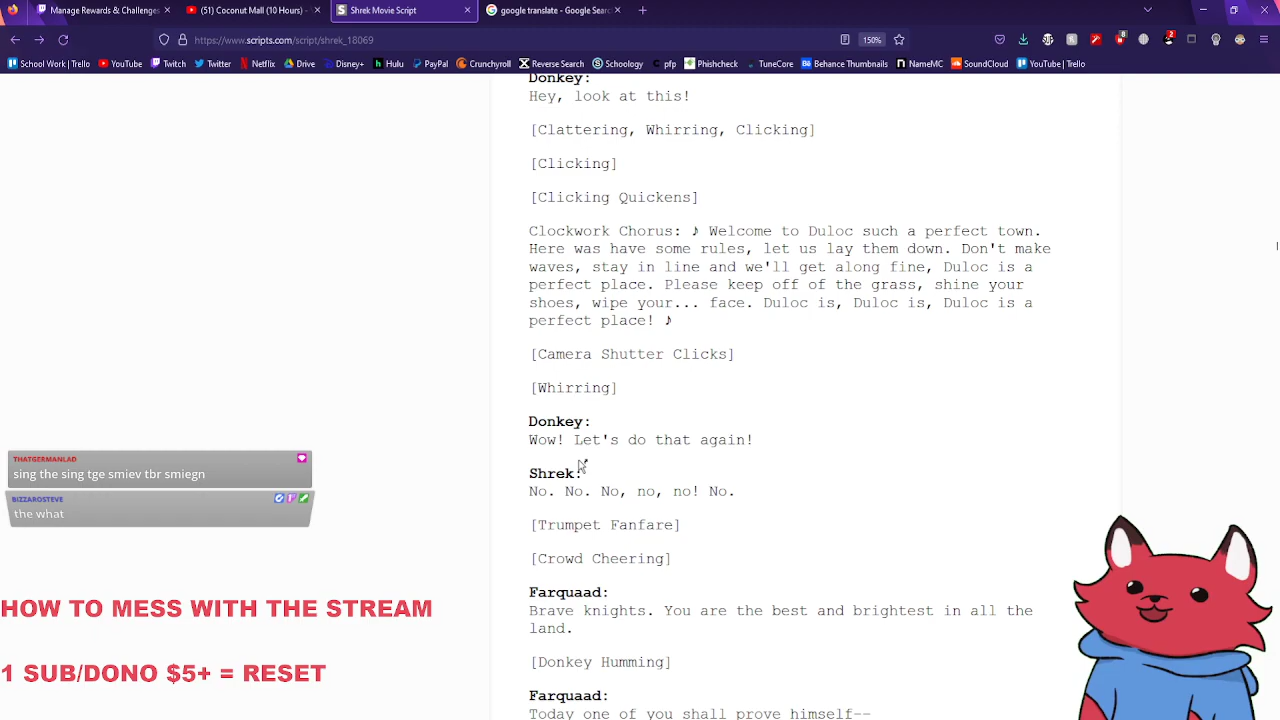 Manage Rewards & Challenges
(51) Coconut Mall (10 Hours) -
Shrek Movie Script
google translate - Google Searc
https://www.scripts.com/script/shrek_18069
150%
School Work | Trello
YouTube
Twitch
Twitter
Netflix
Drive
Disney+
Hulu
PayPal
Crunchyroll
Reverse Search
Schoology
pfp
Phishcheck
TuneCore
Behance Thumbnails
NameMC
SoundCloud
YouTube | Trello
Donkey:
Hey, look at this!
[Clattering, Whirring, Clicking]
[Clicking]
[Clicking Quickens]
Clockwork Chorus: ♪ Welcome to Duloc such a perfect town.
Here was have some rules, let us lay them down. Don't make
waves, stay in line and we'll get along fine, Duloc is a
perfect place. Please keep off of the grass, shine your
shoes, wipe your... face. Duloc is, Duloc is, Duloc is a
perfect place! ♪
[Camera Shutter Clicks]
[Whirring]
Donkey:
Wow! Let's do that again!
Shrek:
No. No. No, no, no! No.
[Trumpet Fanfare]
[Crowd Cheering]
Farquaad:
Brave knights. You are the best and brightest in all the
land.
[Donkey Humming]
Farquaad:
Today one of you shall prove himself--
THATGERMANLAD
sing the sing tge smiev tbr smiegn
BIZZAROSTEVE
the what
HOW TO MESS WITH THE STREAM
1 SUB/DONO $5+ = RESET